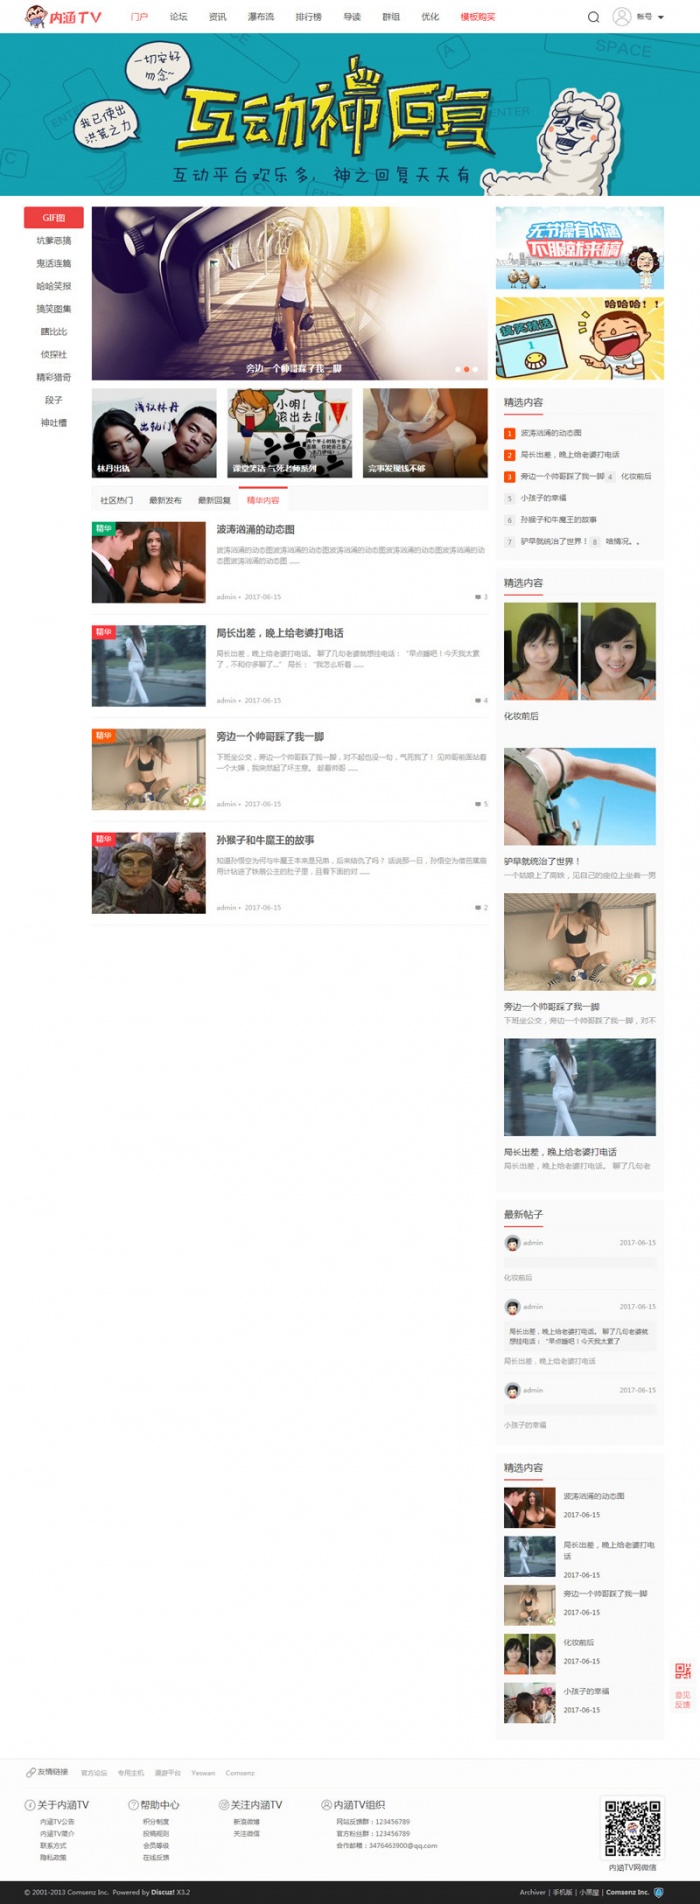 内涵TV
门户 论坛 资讯 瀑布流 排行榜 导读 群组 优化 模板购买 帐号
一切安好
勿念~
我已使出
洪荒之力
互动神回复
互动平台欢乐多，神之回复天天有
SPACE
ENTER
GIF图
坑爹恶搞
鬼话连篇
哈哈笑报
搞笑图集
瞎比比
侦探社
精彩猎奇
段子
神吐槽
旁边一个帅哥踩了我一脚
林丹出轨
小明!
滚出去!
课堂笑话 气死老师系列
完事发现钱不够
无节操有内涵
不服就来搞
搞笑精选
哈哈哈!!
社区热门 最新发布 最新回复 精华内容
精华
波涛汹涌的动态图
波涛汹涌的动态图波涛汹涌的动态图波涛汹涌的动态图波涛汹涌的动态图波涛汹涌的动
态图波涛汹涌的动态图 ......
admin • 2017-06-15 3
精华
局长出差，晚上给老婆打电话
局长出差，晚上给老婆打电话。 聊了几句老婆就想挂电话： “早点睡吧！今天我太累
了，不和你多聊了...” 局长： “我怎么听着 ......
admin • 2017-06-15 4
精华
旁边一个帅哥踩了我一脚
下班坐公交，旁边一个帅哥踩了我一脚，对不起也没一句，气死我了！ 见帅哥前面站着
一个大婶，我突然起了坏主意。 趁着帅哥 ......
admin • 2017-06-15 5
精华
孙猴子和牛魔王的故事
知道孙悟空为何与牛魔王本来是兄弟，后来结仇了吗？ 话说那一日，孙悟空为借芭蕉扇
用计钻进了铁扇公主的肚子里，且看下面的对 ......
admin • 2017-06-15 2
精选内容
1 波涛汹涌的动态图
2 局长出差，晚上给老婆打电话
3 旁边一个帅哥踩了我一脚 4 化妆前后
5 小孩子的幸福
6 孙猴子和牛魔王的故事
7 驴早就统治了世界！ 8 啥情况。。
精选内容
化妆前后
驴早就统治了世界！
一个姑娘上了高铁，见自己的座位上坐着一男
旁边一个帅哥踩了我一脚
下班坐公交，旁边一个帅哥踩了我一脚，对不
局长出差，晚上给老婆打电话
局长出差，晚上给老婆打电话。 聊了几句老
最新帖子
admin 2017-06-15
化妆前后
admin 2017-06-15
局长出差，晚上给老婆打电话。 聊了几句老婆就
想挂电话： “早点睡吧！今天我太累了
局长出差，晚上给老婆打电话
admin 2017-06-15
小孩子的幸福
精选内容
波涛汹涌的动态图
2017-06-15
局长出差，晚上给老婆打电
话
2017-06-15
旁边一个帅哥踩了我一脚
2017-06-15
化妆前后
2017-06-15
小孩子的幸福
2017-06-15
意见
反馈
友情链接 官方论坛 专用主机 漫游平台 Yeswan Comsenz
关于内涵TV 帮助中心 关注内涵TV 内涵TV组织
内涵TV公告 积分制度 新浪微博 网站反馈群：123456789
内涵TV简介 投稿规则 关注微信 官方粉丝群：123456789
联系方式 会员等级 合作邮箱：3476463900@qq.com
隐私政策 在线反馈
内涵TV网微信
© 2001-2013 Comsenz Inc. Powered by Discuz! X3.2
Archiver | 手机版 | 小黑屋 | Comsenz Inc.